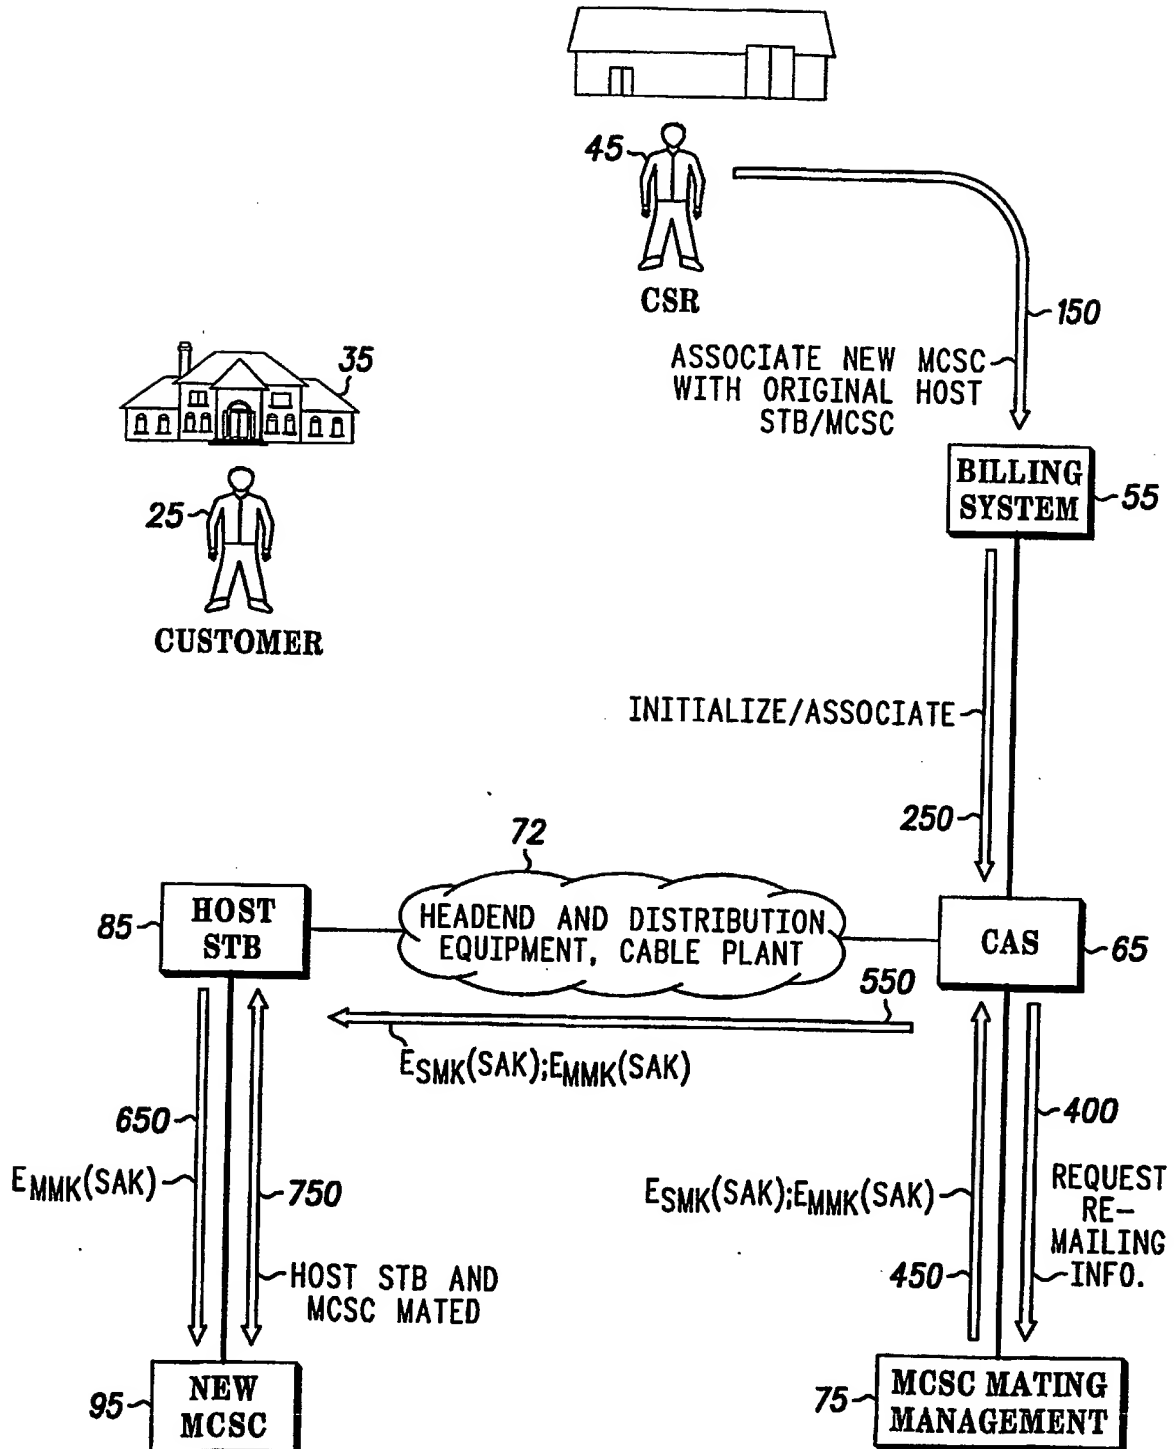 45
CSR
150
ASSOCIATE NEW MCSC
WITH ORIGINAL HOST
STB/MCSC
35
25
CUSTOMER
BILLING
SYSTEM
55
INITIALIZE/ASSOCIATE
250
72
HOST
STB
85
HEADEND AND DISTRIBUTION
EQUIPMENT, CABLE PLANT
CAS
65
550
ESMK(SAK);EMMK(SAK)
650
EMMK(SAK)
750
HOST STB AND
MCSC MATED
400
ESMK(SAK);EMMK(SAK)
REQUEST
RE-
MAILING
INFO.
450
NEW
MCSC
95
75
MCSC MATING
MANAGEMENT